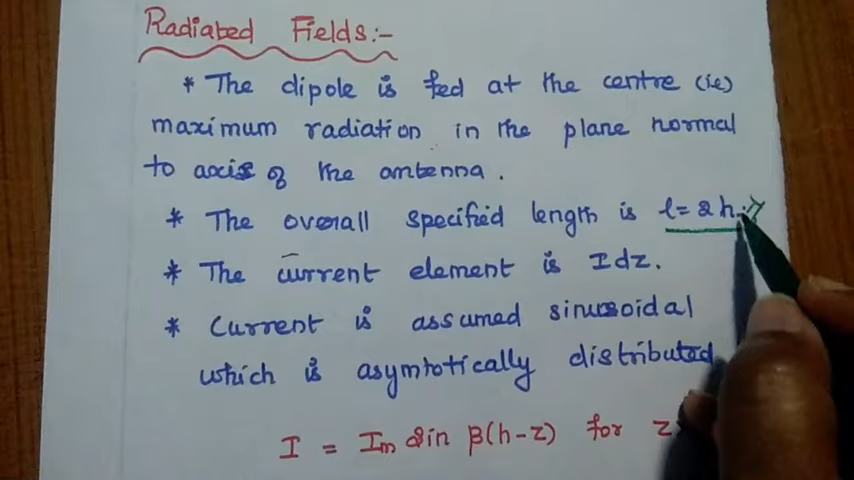 Radiated Fields:-
* The dipole is fed at the centre (ie)
maximum radiation in the plane normal
to axis of the antenna.
* The overall specified length is l = 2h
* The current element is Idz.
* Current is assumed sinusoidal
which is asymtotically distributed
I = Im Sin β(h-z) for z